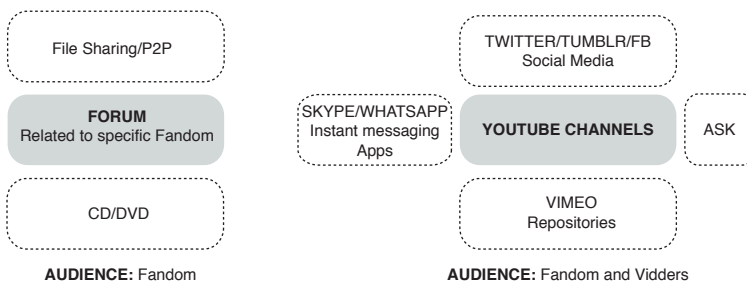 File Sharing/P2P
FORUM
Related to specific Fandom
CD/DVD
AUDIENCE: Fandom
TWITTER/TUMBLR/FB
Social Media
SKYPE/WHATSAPP
Instant messaging
Apps
YOUTUBE CHANNELS
ASK
VIMEO
Repositories
AUDIENCE: Fandom and Vidders